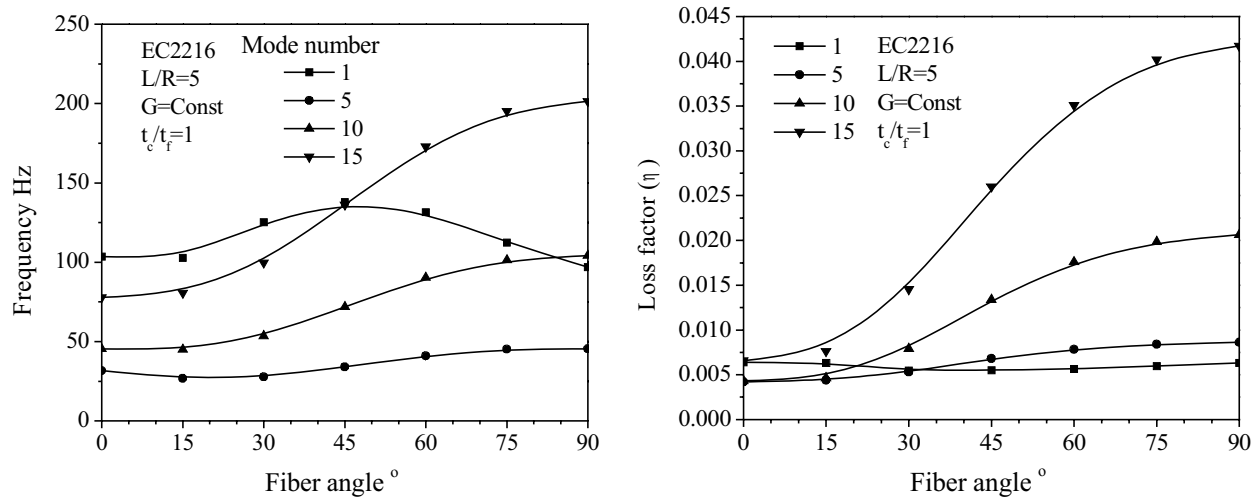 EC2216
L/R=5
G=Const
t_c/t_f=1
Mode number
1
5
10
15
Frequency Hz
250
200
150
100
50
0
0 15 30 45 60 75 90
Fiber angle °
1
5
10
15
EC2216
L/R=5
G=Const
t_c/t_f=1
Loss factor (η)
0.045
0.040
0.035
0.030
0.025
0.020
0.015
0.010
0.005
0.000
0 15 30 45 60 75 90
Fiber angle °